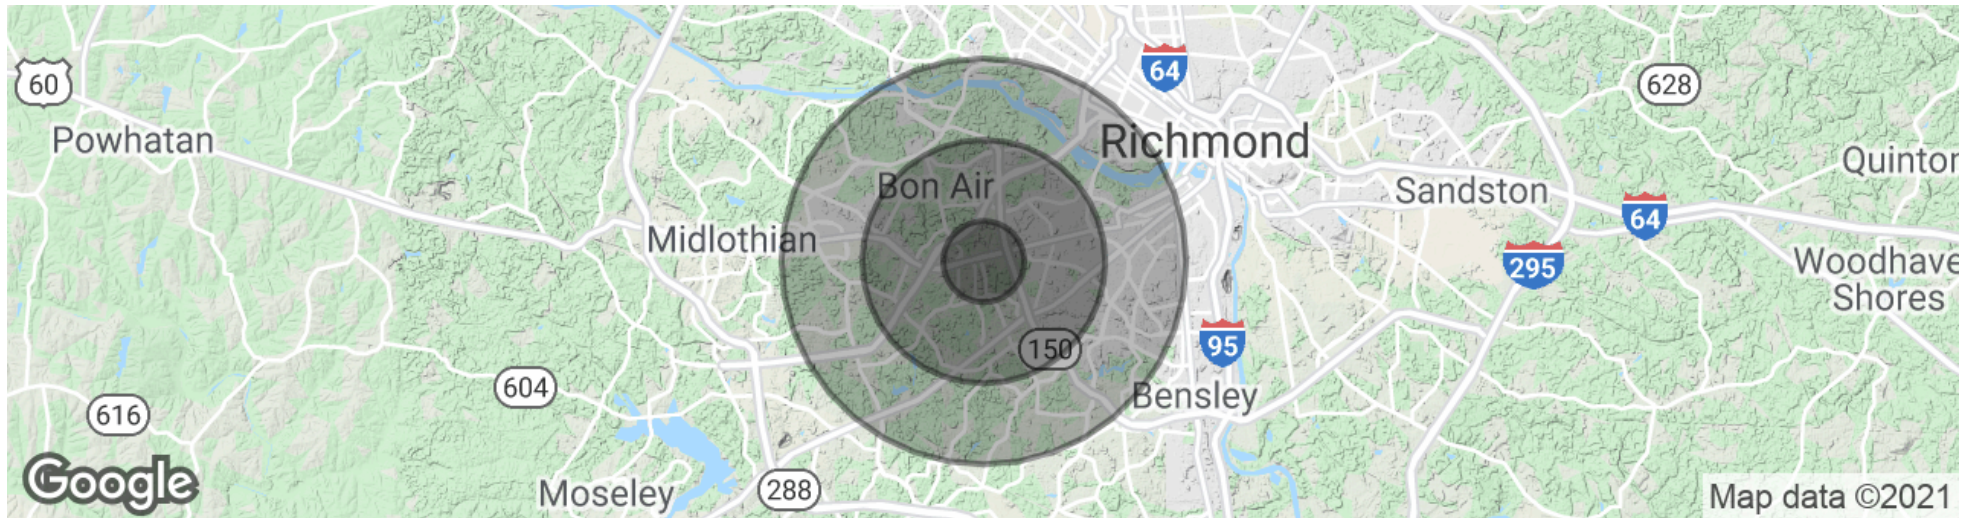 64
60
628
Powhatan
Richmond
Quinton
Bon Air
Sandston
64
Midlothian
295
Woodhave
Shores
150
95
604
Bensley
616
Google
Moseley
288
Map data ©2021